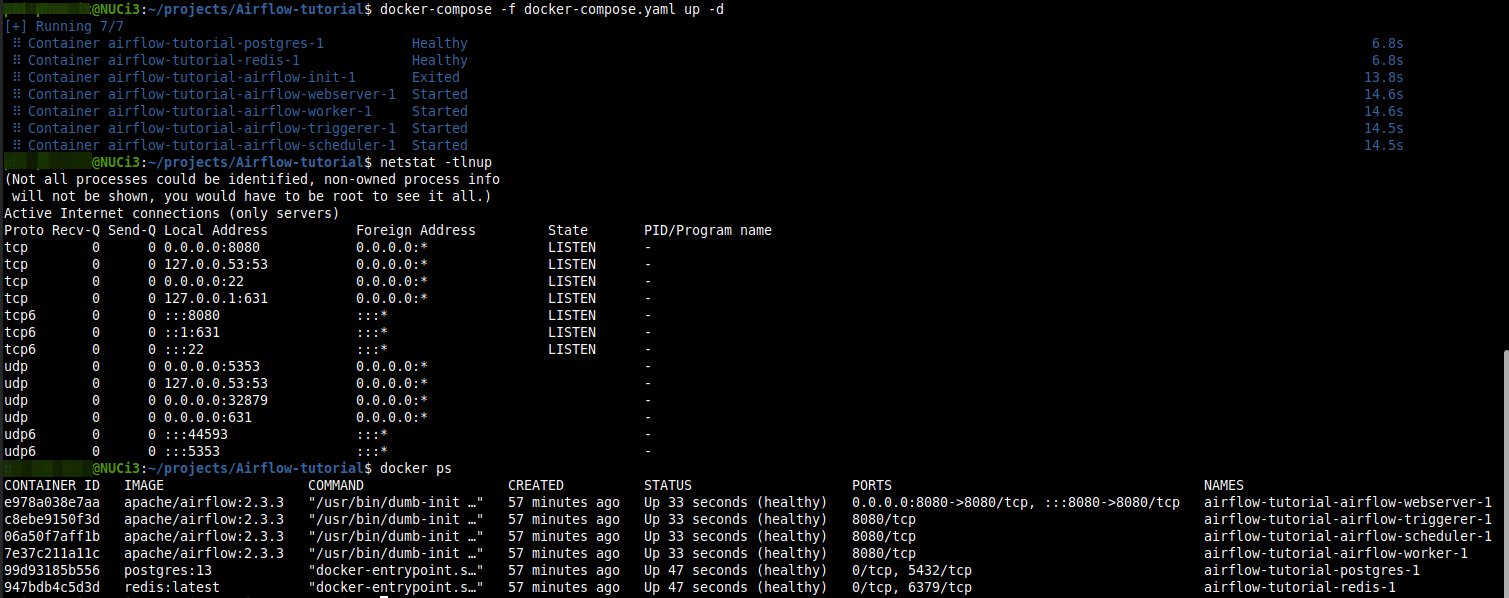 @NUCi3:~/projects/Airflow-tutorial$ docker-compose -f docker-compose.yaml up -d
[+] Running 7/7
⠿ Container airflow-tutorial-postgres-1 Healthy 6.8s
⠿ Container airflow-tutorial-redis-1 Healthy 6.8s
⠿ Container airflow-tutorial-airflow-init-1 Exited 13.8s
⠿ Container airflow-tutorial-airflow-webserver-1 Started 14.6s
⠿ Container airflow-tutorial-airflow-worker-1 Started 14.6s
⠿ Container airflow-tutorial-airflow-triggerer-1 Started 14.5s
⠿ Container airflow-tutorial-airflow-scheduler-1 Started 14.5s
@NUCi3:~/projects/Airflow-tutorial$ netstat -tlnup
(Not all processes could be identified, non-owned process info
will not be shown, you would have to be root to see it all.)
Active Internet connections (only servers)
Proto Recv-Q Send-Q Local Address Foreign Address State PID/Program name
tcp 0 0 0.0.0.0:8080 0.0.0.0:* LISTEN -
tcp 0 0 127.0.0.53:53 0.0.0.0:* LISTEN -
tcp 0 0 0.0.0.0:22 0.0.0.0:* LISTEN -
tcp 0 0 127.0.0.1:631 0.0.0.0:* LISTEN -
tcp6 0 0 :::8080 :::* LISTEN -
tcp6 0 0 ::1:631 :::* LISTEN -
tcp6 0 0 :::22 :::* LISTEN -
udp 0 0 0.0.0.0:5353 0.0.0.0:* -
udp 0 0 127.0.0.53:53 0.0.0.0:* -
udp 0 0 0.0.0.0:32879 0.0.0.0:* -
udp 0 0 0.0.0.0:631 0.0.0.0:* -
udp6 0 0 :::44593 :::* -
udp6 0 0 :::5353 :::* -
@NUCi3:~/projects/Airflow-tutorial$ docker ps
CONTAINER ID IMAGE COMMAND CREATED STATUS PORTS NAMES
e978a038e7aa apache/airflow:2.3.3 "/usr/bin/dumb-init …" 57 minutes ago Up 33 seconds (healthy) 0.0.0.0:8080->8080/tcp, :::8080->8080/tcp airflow-tutorial-airflow-webserver-1
c8ebe9150f3d apache/airflow:2.3.3 "/usr/bin/dumb-init …" 57 minutes ago Up 33 seconds (healthy) 8080/tcp airflow-tutorial-airflow-triggerer-1
06a50f7aff1b apache/airflow:2.3.3 "/usr/bin/dumb-init …" 57 minutes ago Up 33 seconds (healthy) 8080/tcp airflow-tutorial-airflow-scheduler-1
7e37c211a11c apache/airflow:2.3.3 "/usr/bin/dumb-init …" 57 minutes ago Up 33 seconds (healthy) 8080/tcp airflow-tutorial-airflow-worker-1
99d93185b556 postgres:13 "docker-entrypoint.s…" 57 minutes ago Up 47 seconds (healthy) 0/tcp, 5432/tcp airflow-tutorial-postgres-1
947bdb4c5d3d redis:latest "docker-entrypoint.s…" 57 minutes ago Up 47 seconds (healthy) 0/tcp, 6379/tcp airflow-tutorial-redis-1